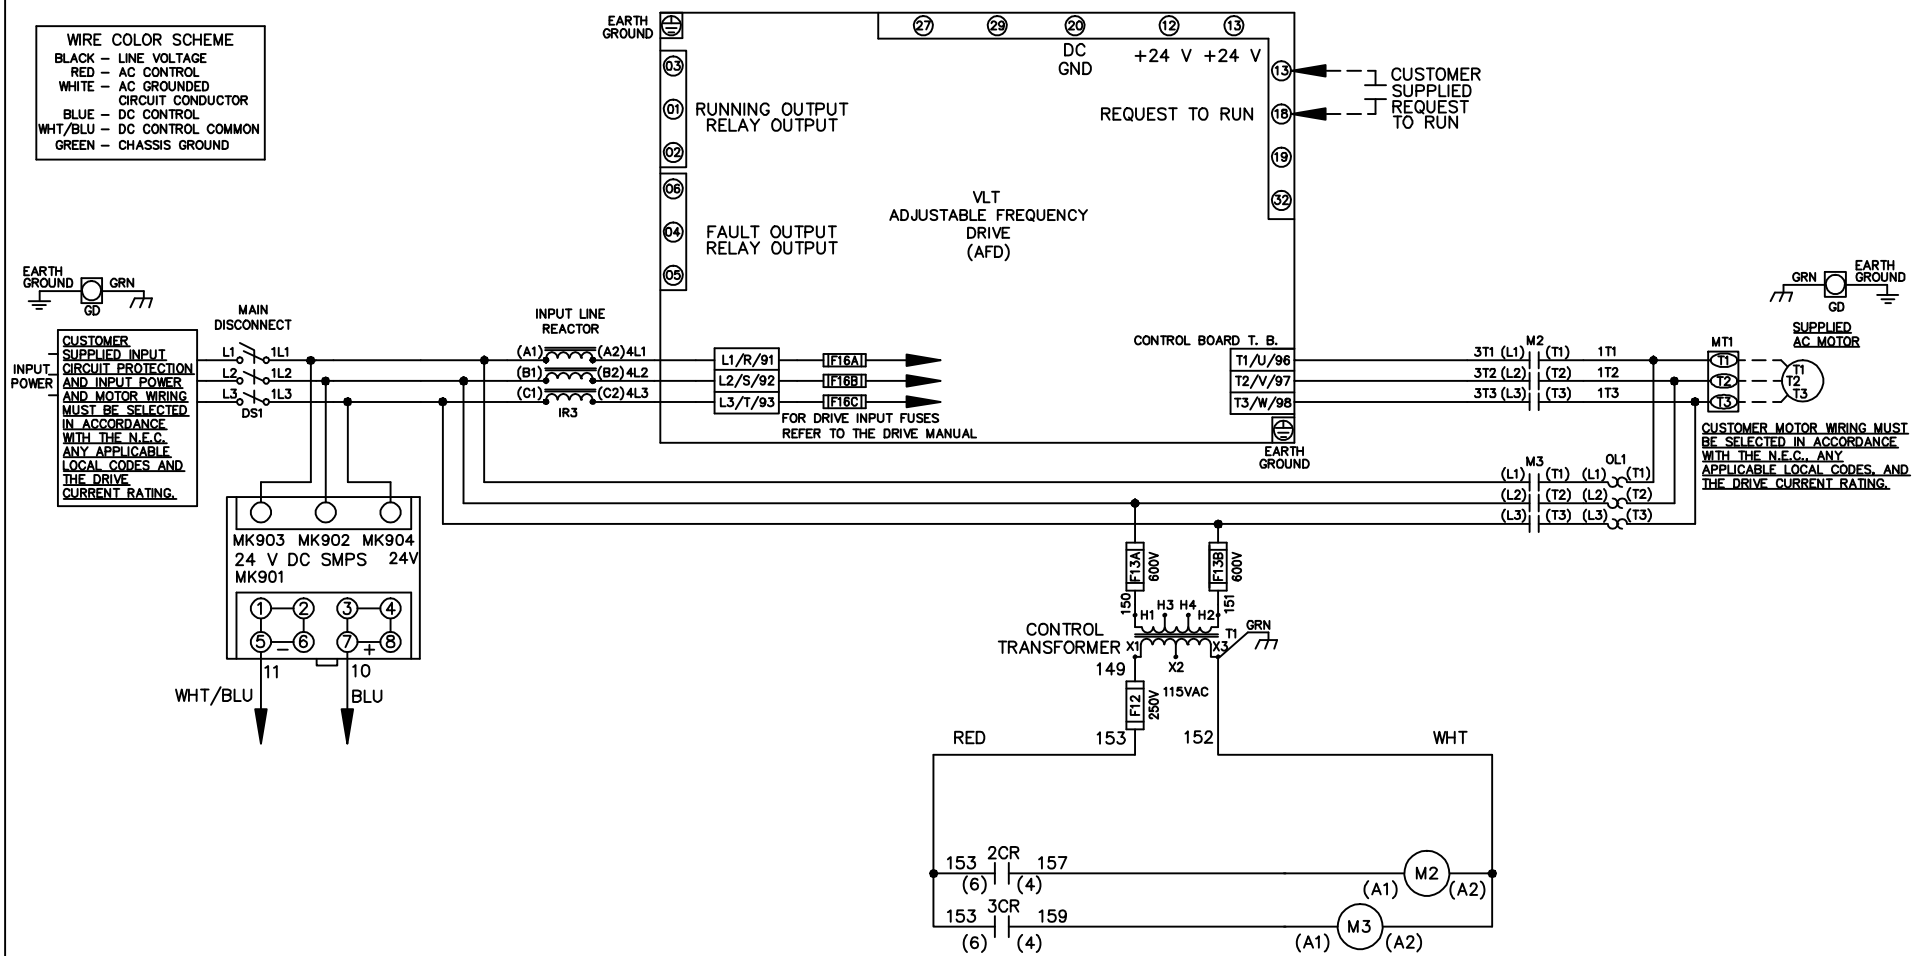 WIRE COLOR SCHEME
BLACK – LINE VOLTAGE
RED – AC CONTROL
WHITE – AC GROUNDED
CIRCUIT CONDUCTOR
BLUE – DC CONTROL
WHT/BLU – DC CONTROL COMMON
GREEN – CHASSIS GROUND
EARTH
GROUND
27
29
20
12
13
DC
GND
+24 V
+24 V
03
01
02
RUNNING OUTPUT
RELAY OUTPUT
06
04
05
FAULT OUTPUT
RELAY OUTPUT
REQUEST TO RUN
13
18
19
32
CUSTOMER
SUPPLIED
REQUEST
TO RUN
VLT
ADJUSTABLE FREQUENCY
DRIVE
(AFD)
EARTH
GROUND
GRN
GD
INPUT
POWER
CUSTOMER
SUPPLIED INPUT
CIRCUIT PROTECTION
AND INPUT POWER
AND MOTOR WIRING
MUST BE SELECTED
IN ACCORDANCE
WITH THE N.E.C.
ANY APPLICABLE
LOCAL CODES AND
THE DRIVE
CURRENT RATING.
MAIN
DISCONNECT
L1 1L1
L2 1L2
L3 1L3
DS1
INPUT LINE
REACTOR
(A1) (A2) 4L1
(B1) (B2) 4L2
(C1) (C2) 4L3
IR3
L1/R/91 F16A
L2/S/92 F16B
L3/T/93 F16C
FOR DRIVE INPUT FUSES
REFER TO THE DRIVE MANUAL
CONTROL BOARD T. B.
T1/U/96
T2/V/97
T3/W/98
EARTH
GROUND
M2
3T1 (L1) (T1) 1T1
3T2 (L2) (T2) 1T2
3T3 (L3) (T3) 1T3
MT1
T1
T2
T3
GRN
GD
EARTH
GROUND
SUPPLIED
AC MOTOR
T1
T2
T3
CUSTOMER MOTOR WIRING MUST
BE SELECTED IN ACCORDANCE
WITH THE N.E.C., ANY
APPLICABLE LOCAL CODES, AND
THE DRIVE CURRENT RATING.
M3 OL1
(L1) (T1) (L1) (T1)
(L2) (T2) (L2) (T2)
(L3) (T3) (L3) (T3)
MK903 MK902 MK904
24 V DC SMPS 24V
MK901
1 2 3 4
5 – 6 7 + 8
11
10
WHT/BLU
BLU
F13A
600V
F13B
600V
150
151
H1 H3 H4 H2
CONTROL
TRANSFORMER
T1
GRN
X1
X2
X3
149
115VAC
F12
250V
RED
153
152
WHT
153 2CR 157
(6) (4)
(A1) M2 (A2)
153 3CR 159
(6) (4)
(A1) M3 (A2)